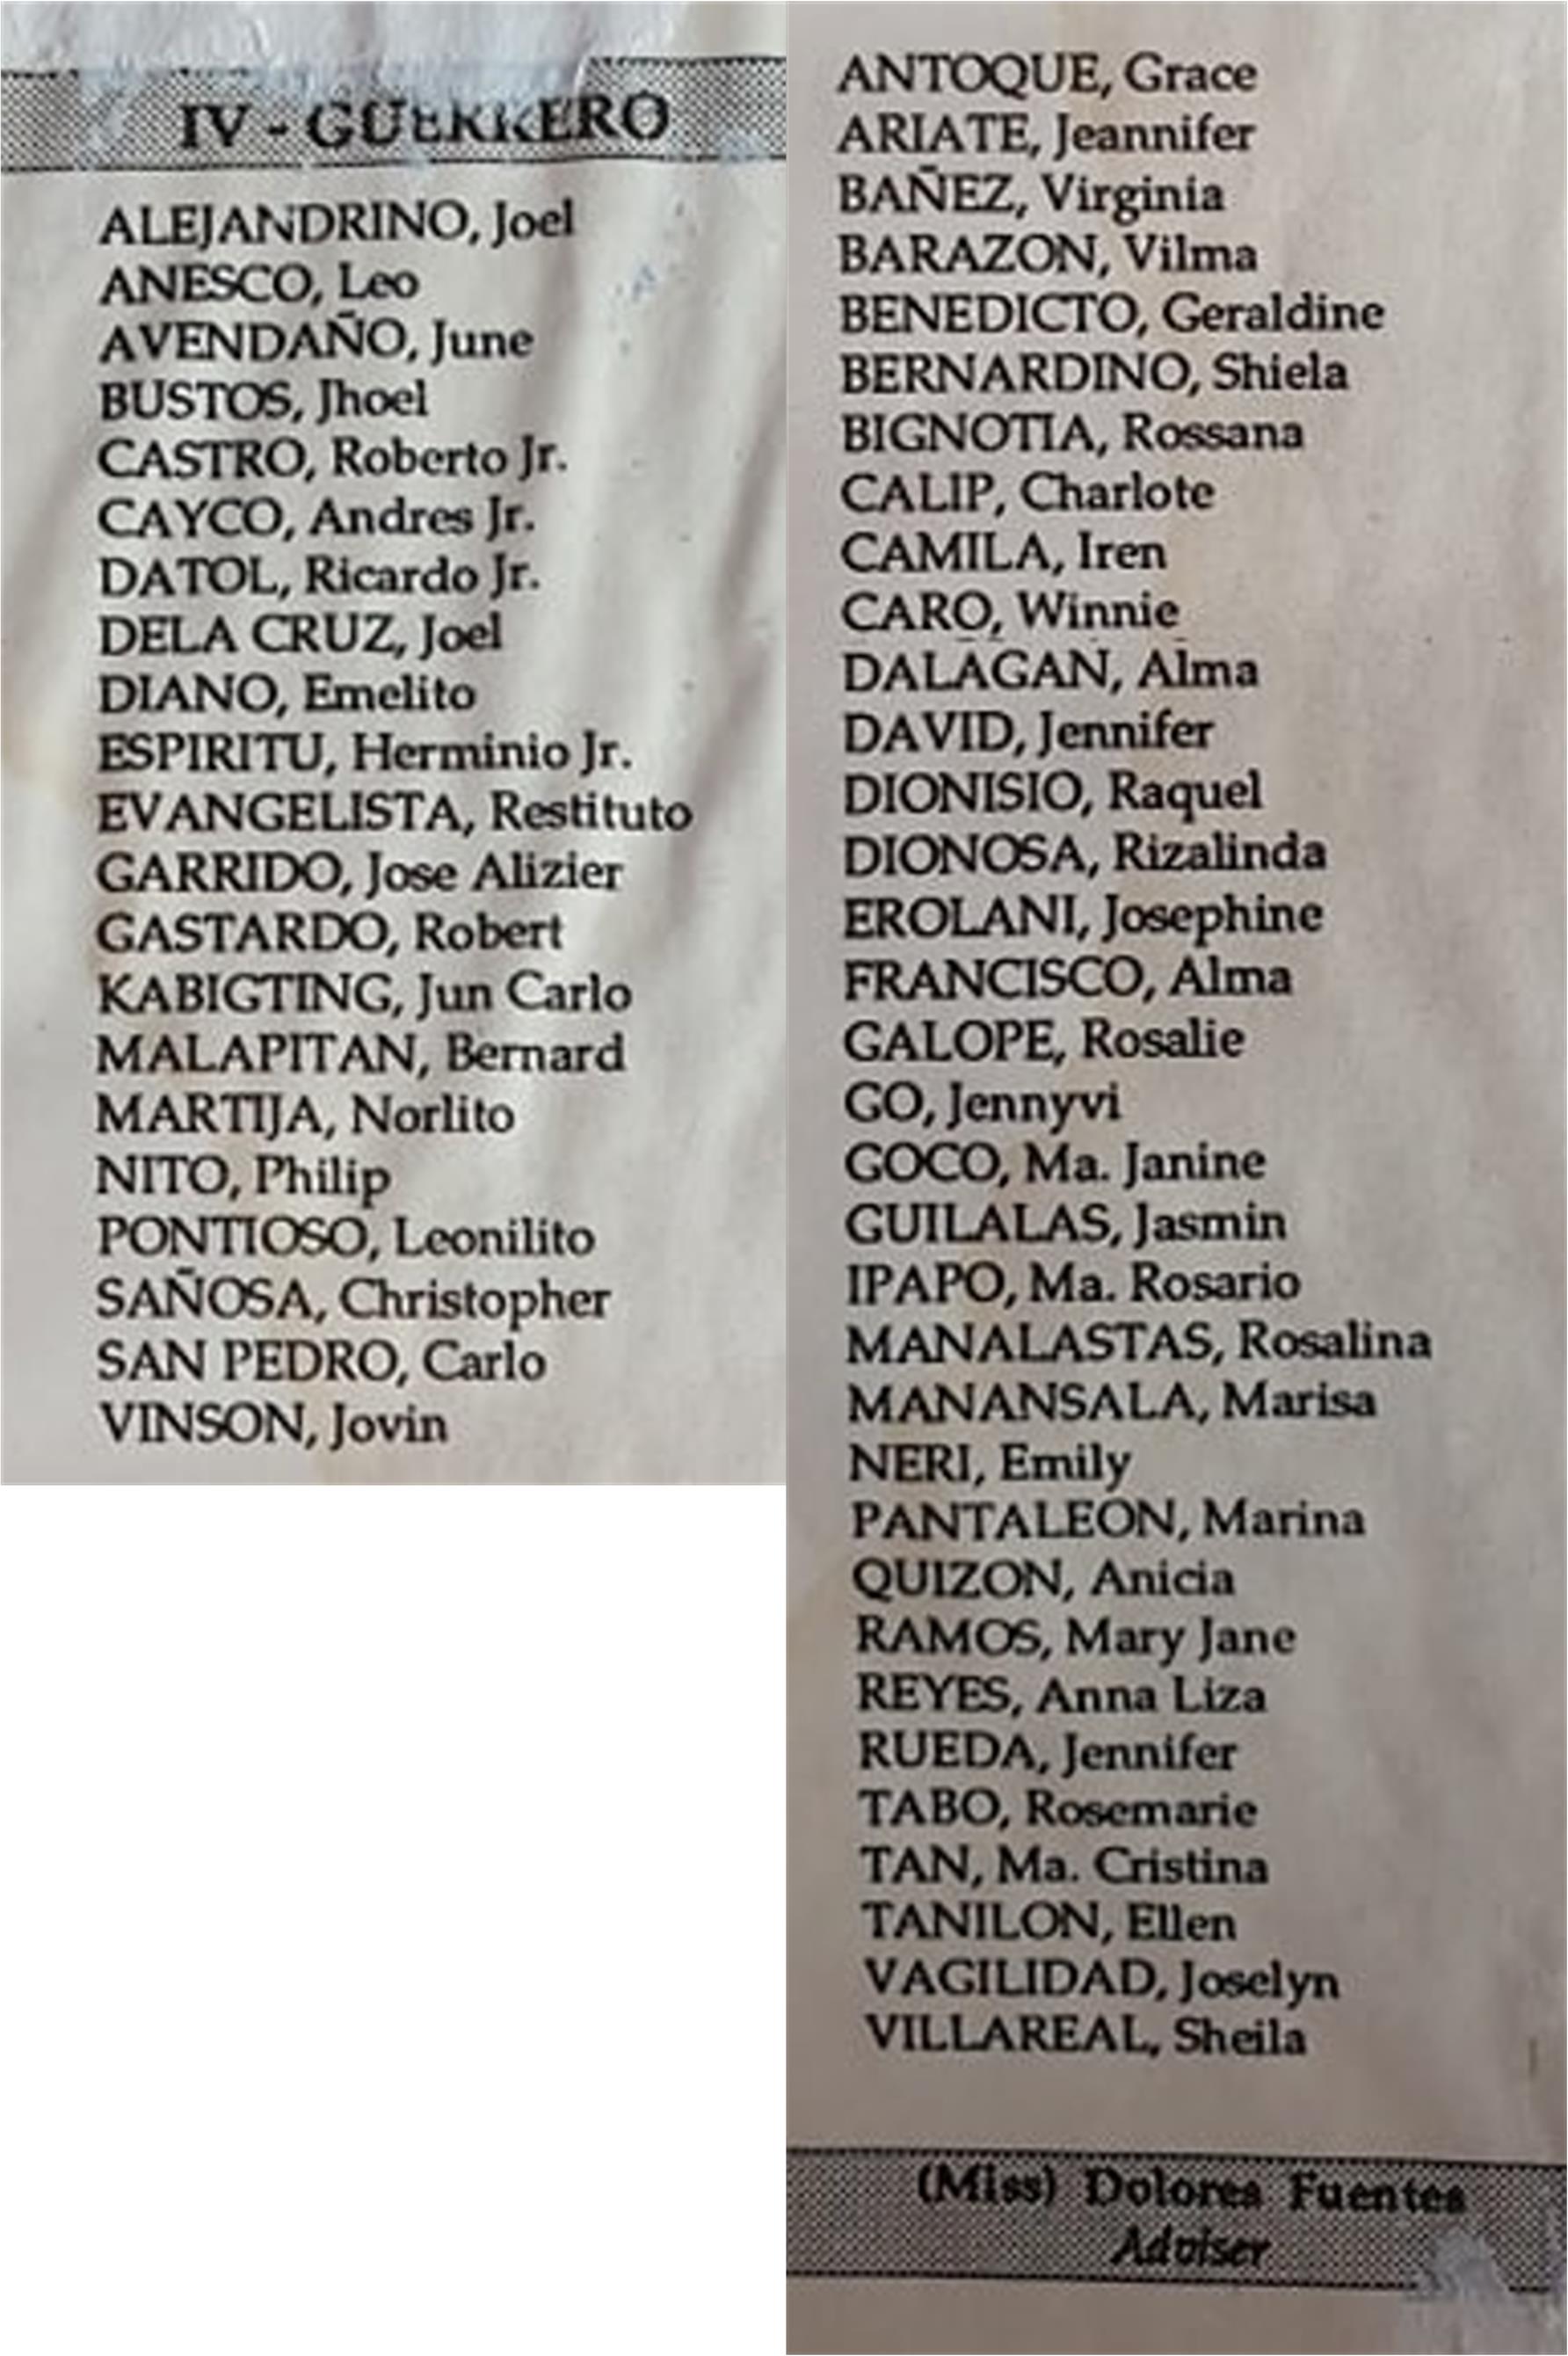 IV - GUERRERO
ALEJANDRINO, Joel
ANESCO, Leo
AVENDAÑO, June
BUSTOS, Jhoel
CASTRO, Roberto Jr.
CAYCO, Andres Jr.
DATOL, Ricardo Jr.
DELA CRUZ, Joel
DIANO, Emelito
ESPIRITU, Herminio Jr.
EVANGELISTA, Restituto
GARRIDO, Jose Alizier
GASTARDO, Robert
KABIGTING, Jun Carlo
MALAPITAN, Bernard
MARTIJA, Norlito
NITO, Philip
PONTIOSO, Leonilito
SAÑOSA, Christopher
SAN PEDRO, Carlo
VINSON, Jovin
ANTOQUE, Grace
ARIATE, Jeannifer
BAÑEZ, Virginia
BARAZON, Vilma
BENEDICTO, Geraldine
BERNARDINO, Shiela
BIGNOTIA, Rossana
CALIP, Charlote
CAMILA, Iren
CARO, Winnie
DALAGAN, Alma
DAVID, Jennifer
DIONISIO, Raquel
DIONOSA, Rizalinda
EROLANI, Josephine
FRANCISCO, Alma
GALOPE, Rosalie
GO, Jennyvi
GOCO, Ma. Janine
GUILALAS, Jasmin
IPAPO, Ma. Rosario
MANALASTAS, Rosalina
MANANSALA, Marisa
NERI, Emily
PANTALEON, Marina
QUIZON, Anicia
RAMOS, Mary Jane
REYES, Anna Liza
RUEDA, Jennifer
TABO, Rosemarie
TAN, Ma. Cristina
TANILON, Ellen
VAGILIDAD, Joselyn
VILLAREAL, Sheila
(Miss) Dolores Fuentes
Adviser